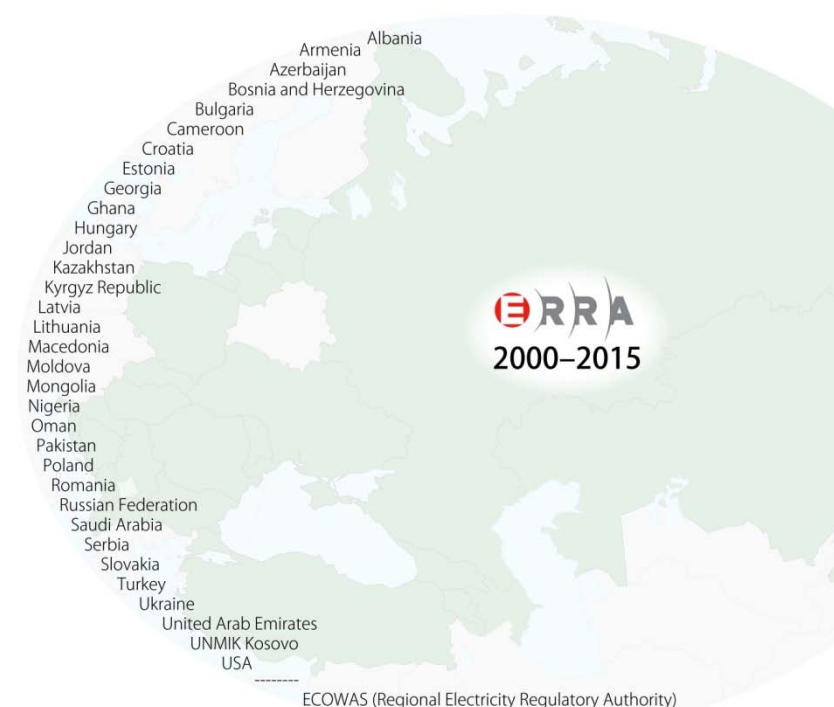 Albania
Armenia
Azerbaijan
Bosnia and Herzegovina
Bulgaria
Cameroon
Croatia
Estonia
Georgia
Ghana
Hungary
Jordan
Kazakhstan
Kyrgyz Republic
Latvia
Lithuania
Macedonia
Moldova
Mongolia
Nigeria
Oman
Pakistan
Poland
Romania
Russian Federation
Saudi Arabia
Serbia
Slovakia
Turkey
Ukraine
United Arab Emirates
UNMIK Kosovo
USA
--------
ECOWAS (Regional Electricity Regulatory Authority)
ERRA
2000–2015